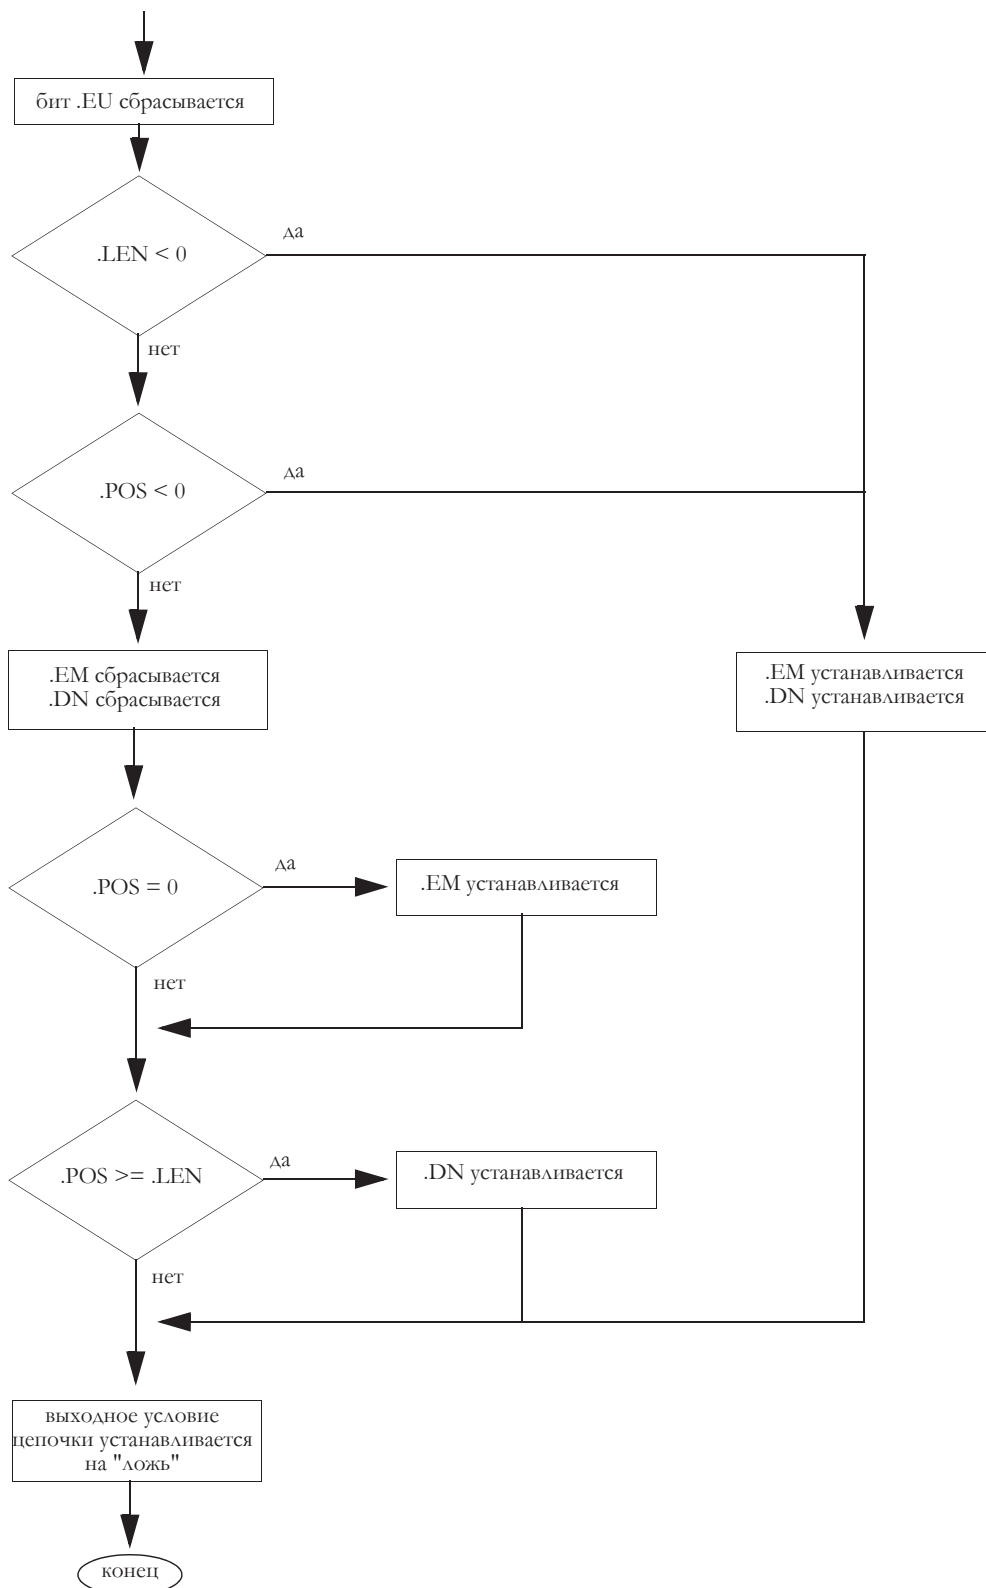 бит .EU сбрасывается
.LEN < 0
да
нет
.POS < 0
да
нет
.EM сбрасывается
.DN сбрасывается
.EM устанавливается
.DN устанавливается
.POS = 0
да
.EM устанавливается
нет
.POS >= .LEN
да
.DN устанавливается
нет
выходное условие
цепочки устанавливается
на "ложь"
конец